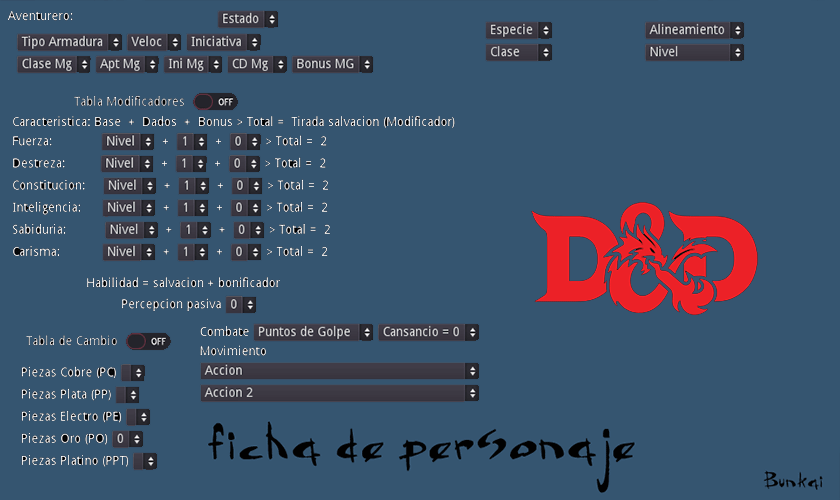 Aventurero: Estado
Especie Alineamiento
Tipo Armadura Veloc Iniciativa
Clase Nivel
Clase Mg Apt Mg Ini Mg CD Mg Bonus MG
Tabla Modificadores OFF
Caracteristica: Base + Dados + Bonus > Total = Tirada salvacion (Modificador)
Fuerza: Nivel + 1 + 0 > Total = 2
Destreza: Nivel + 1 + 0 > Total = 2
Constitucion: Nivel + 1 + 0 > Total = 2
Inteligencia: Nivel + 1 + 0 > Total = 2
Sabiduria: Nivel + 1 + 0 > Total = 2
Carisma: Nivel + 1 + 0 > Total = 2
D&D
Habilidad = salvacion + bonificador
Percepcion pasiva 0
Tabla de Cambio OFF
Combate Puntos de Golpe Cansancio = 0
Movimiento
Piezas Cobre (PC) Accion
Piezas Plata (PP) Accion 2
Piezas Electro (PE)
Piezas Oro (PO) 0
Piezas Platino (PPT)
ficha de personaje
Bunkai